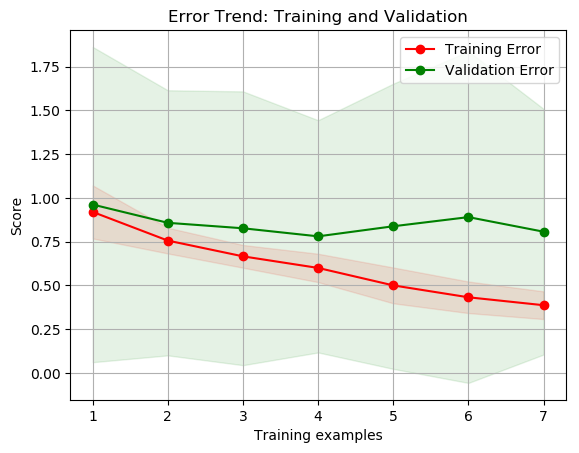 Error Trend: Training and Validation
Training Error
Validation Error
1.75
1.50
1.25
1.00
0.75
0.50
0.25
0.00
Score
1 2 3 4 5 6 7
Training examples